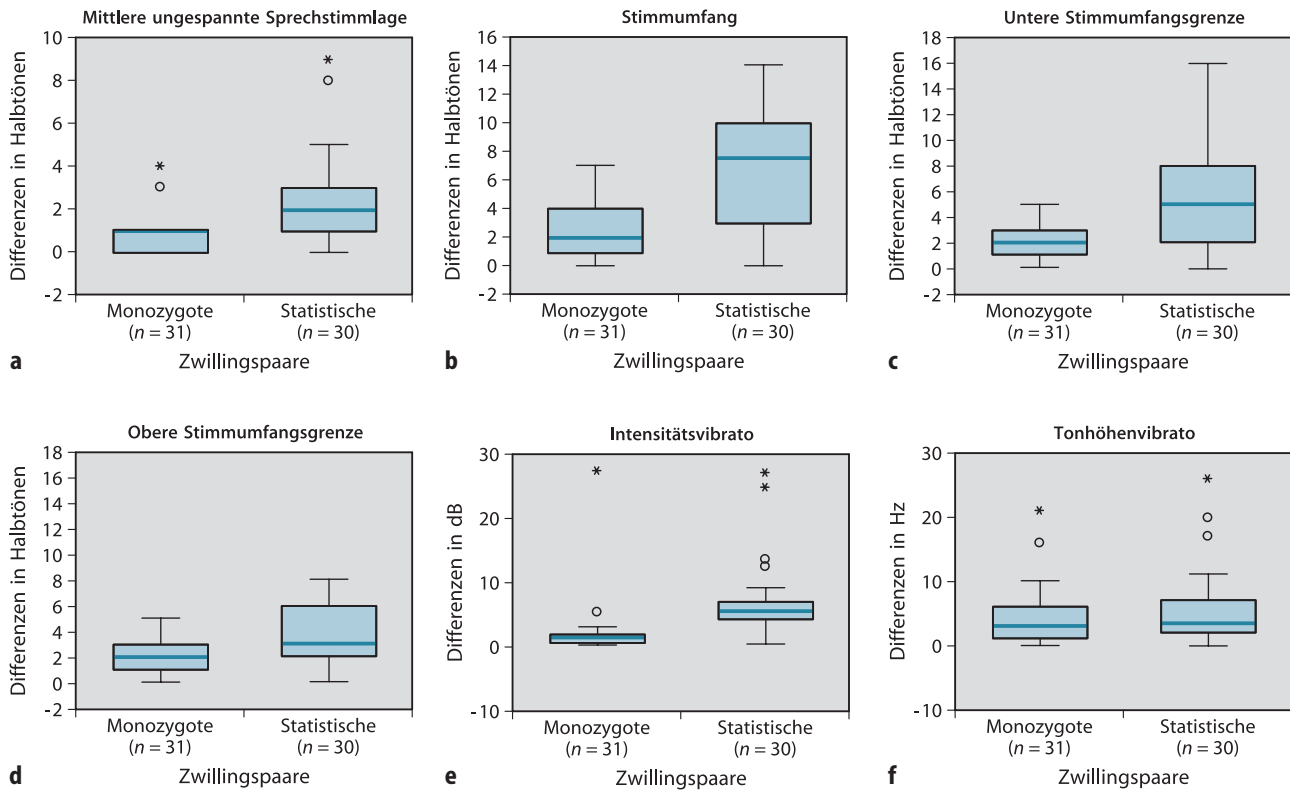 Mittlere ungespannte Sprechstimmlage
Differenzen in Halbtönen
10
8
6
4
2
0
-2
*
*
Monozygote
(n = 31)
Statistische
(n = 30)
Zwillingspaare
a
Stimmumfang
Differenzen in Halbtönen
16
14
12
10
8
6
4
2
0
-2
Monozygote
(n = 31)
Statistische
(n = 30)
Zwillingspaare
b
Untere Stimmumfangsgrenze
Differenzen in Halbtönen
18
16
14
12
10
8
6
4
2
0
-2
Monozygote
(n = 31)
Statistische
(n = 30)
Zwillingspaare
c
Obere Stimmumfangsgrenze
Differenzen in Halbtönen
18
16
14
12
10
8
6
4
2
0
-2
Monozygote
(n = 31)
Statistische
(n = 30)
Zwillingspaare
d
Intensitätsvibrato
Differenzen in dB
30
20
10
0
-10
*
*
*
Monozygote
(n = 31)
Statistische
(n = 30)
Zwillingspaare
e
Tonhöhenvibrato
Differenzen in Hz
30
20
10
0
-10
*
*
Monozygote
(n = 31)
Statistische
(n = 30)
Zwillingspaare
f